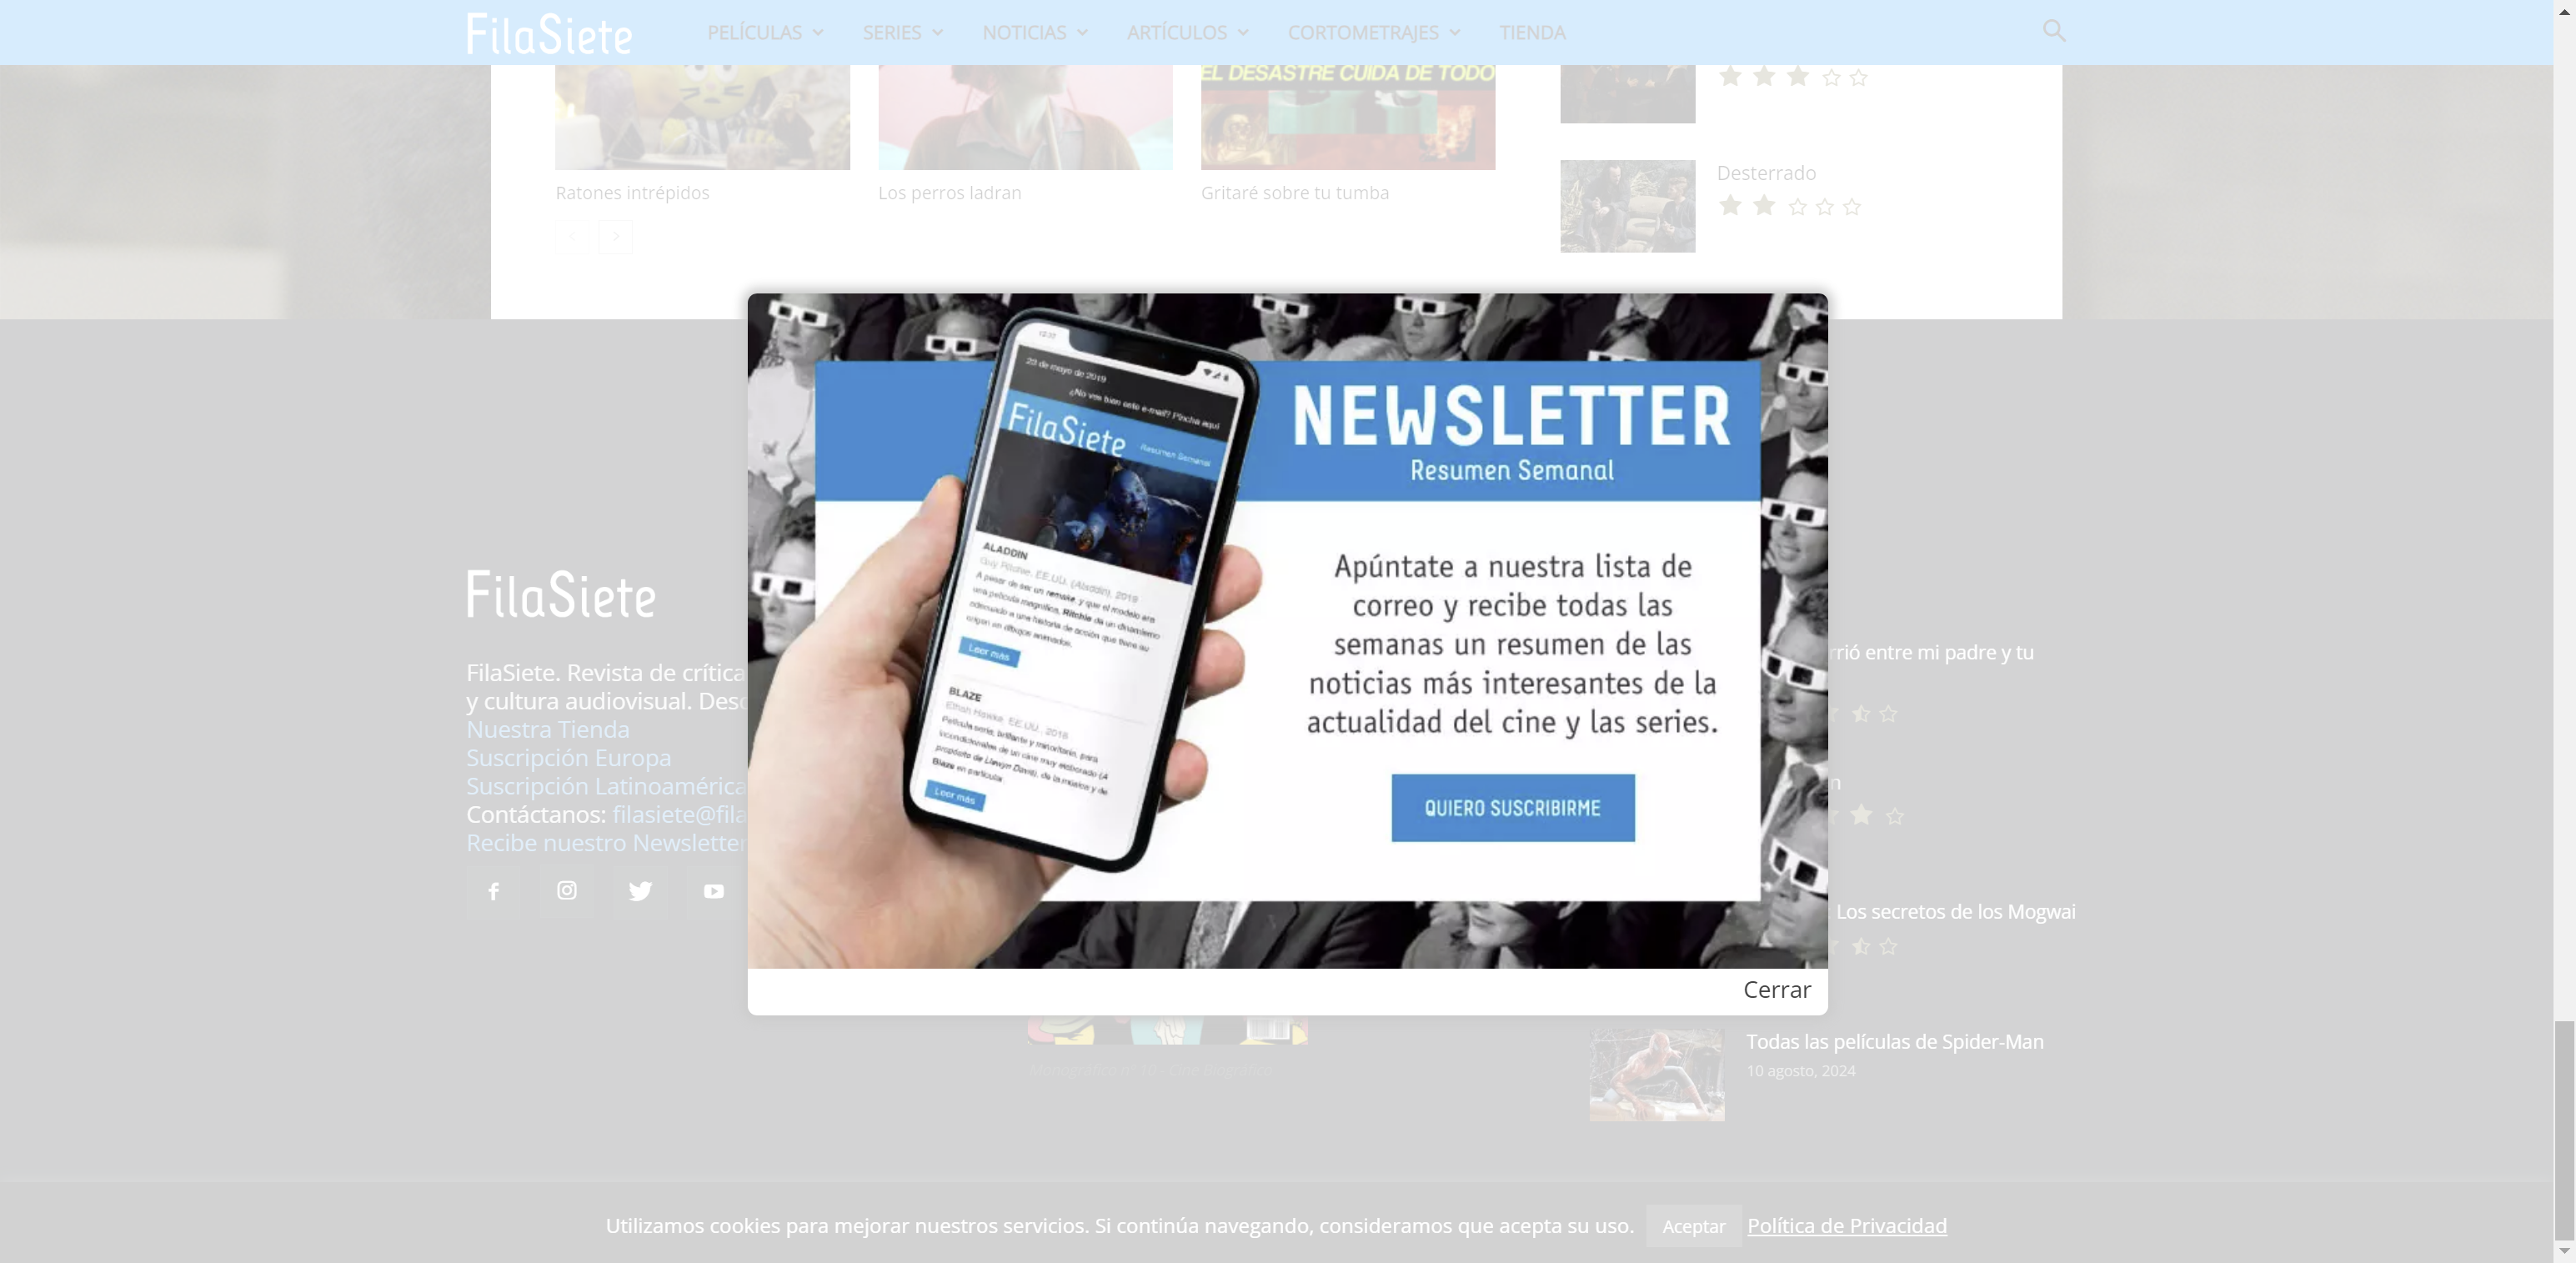 FilaSiete
PELÍCULAS
SERIES
NOTICIAS
ARTÍCULOS
CORTOMETRAJES
TIENDA
EL DESASTRE CUIDA DE TODO
Ratones intrépidos
Los perros ladran
Gritaré sobre tu tumba
Desterrado
12:37
23 de mayo de 2019
¿No ves bien este e-mail? Pincha aquí
FilaSiete
Resumen Semanal
ALADDIN
Guy Ritchie, EE.UU. (Aladdin), 2019
A pesar de ser un remake, y que el modelo era
una película magnífica, Ritchie da un dinamismo
adecuado a una historia de acción que tiene su
origen en dibujos animados.
Leer más
BLAZE
Ethan Hawke, EE.UU., 2018
Película seria, brillante y minoritaria, para
incondicionales de un cine muy elaborado (A
propósito de Llewyn Davis), de la música y de
Blaze en particular.
Leer más
NEWSLETTER
Resumen Semanal
Apúntate a nuestra lista de
correo y recibe todas las
semanas un resumen de las
noticias más interesantes de la
actualidad del cine y las series.
QUIERO SUSCRIBIRME
Cerrar
FilaSiete
FilaSiete. Revista de crítica
y cultura audiovisual.
Nuestra Tienda
Suscripción Europa
Suscripción Latinoamérica
Contáctanos: filasiete@fila
Recibe nuestro Newsletter
Monográfico nº 10 - Cine Biográfico
rrió entre mi padre y tu
n
Los secretos de los Mogwai
Todas las películas de Spider-Man
10 agosto, 2024
Utilizamos cookies para mejorar nuestros servicios. Si continúa navegando, consideramos que acepta su uso. Aceptar Política de Privacidad